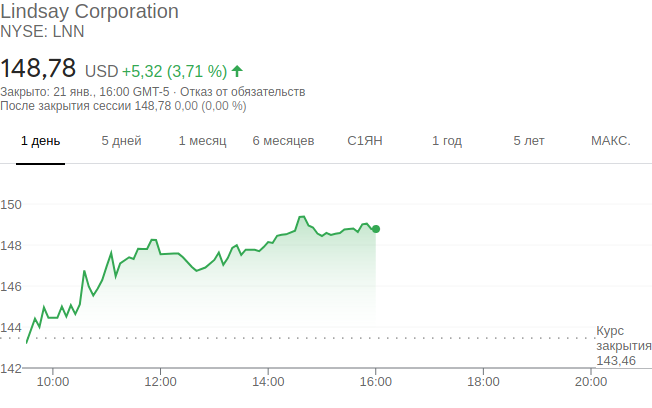 Lindsay Corporation
NYSE: LNN
148,78 USD +5,32 (3,71 %)
Закрыто: 21 янв., 16:00 GMT-5 · Отказ от обязательств
После закрытия сессии 148,78 0,00 (0,00 %)
1 день 5 дней 1 месяц 6 месяцев С1ЯН 1 год 5 лет МАКС.
150
148
146
144
Курс
закрытия
143,46
142
10:00 12:00 14:00 16:00 18:00 20:00